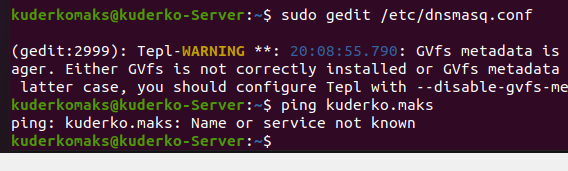 kuderkomaks@kuderko-Server:~$ sudo gedit /etc/dnsmasq.conf
(gedit:2999): Tepl-WARNING **: 20:08:55.790: GVfs metadata is
ager. Either GVfs is not correctly installed or GVfs metadata
latter case, you should configure Tepl with --disable-gvfs-me
kuderkomaks@kuderko-Server:~$ ping kuderko.maks
ping: kuderko.maks: Name or service not known
kuderkomaks@kuderko-Server:~$